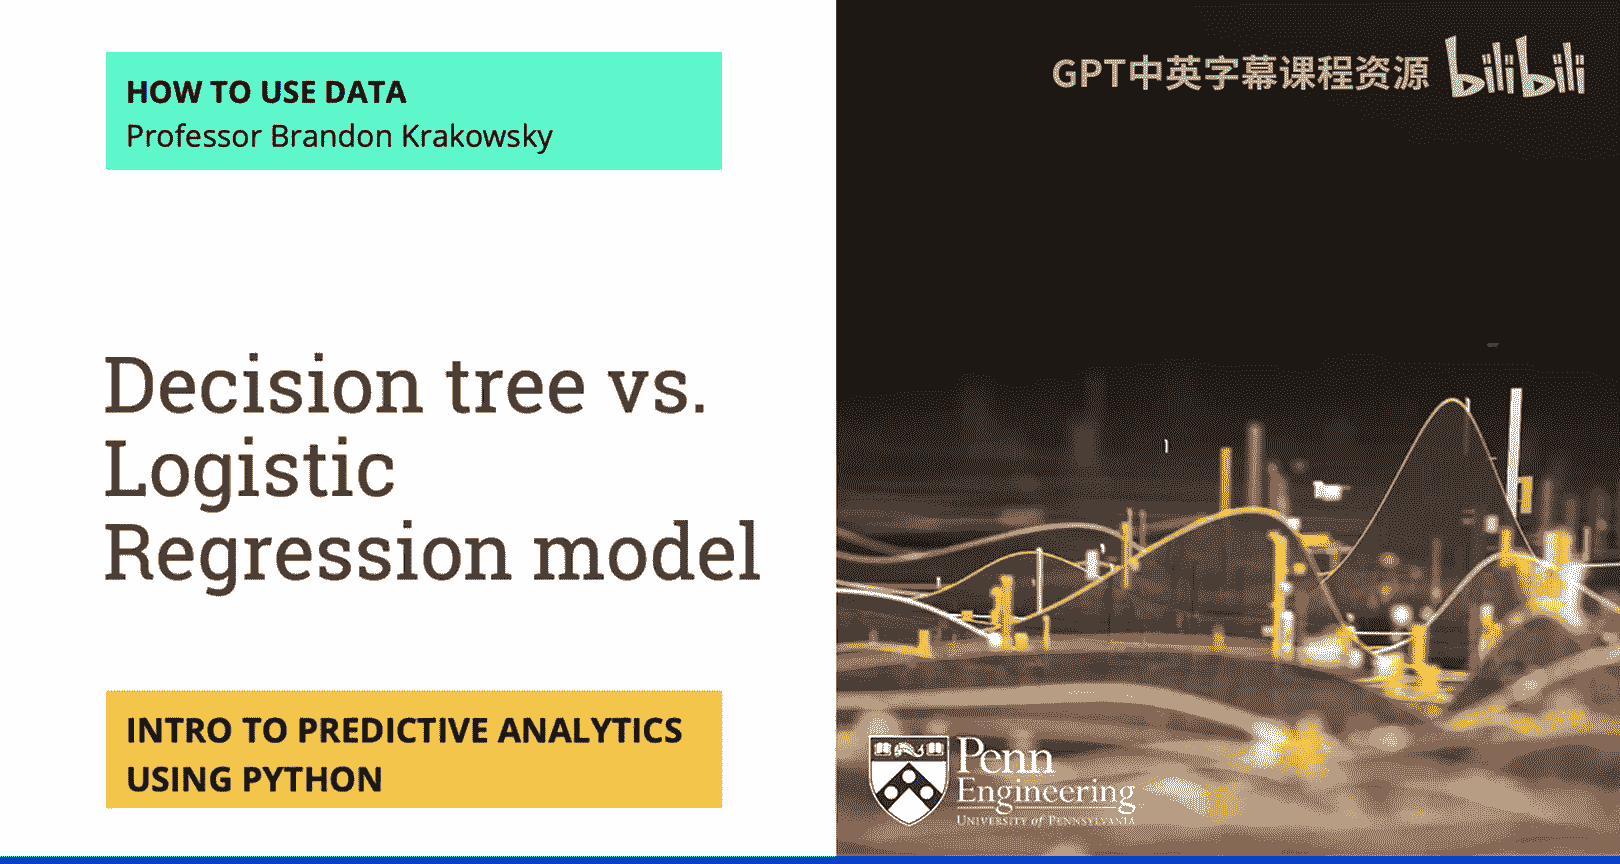 HOW TO USE DATA
Professor Brandon Krakowsky
GPT中英字幕课程资源 bilibili
Decision tree vs.
Logistic
Regression model
INTRO TO PREDICTIVE ANALYTICS
USING PYTHON
Penn
Engineering
UNIVERSITY of PENNSYLVANIA